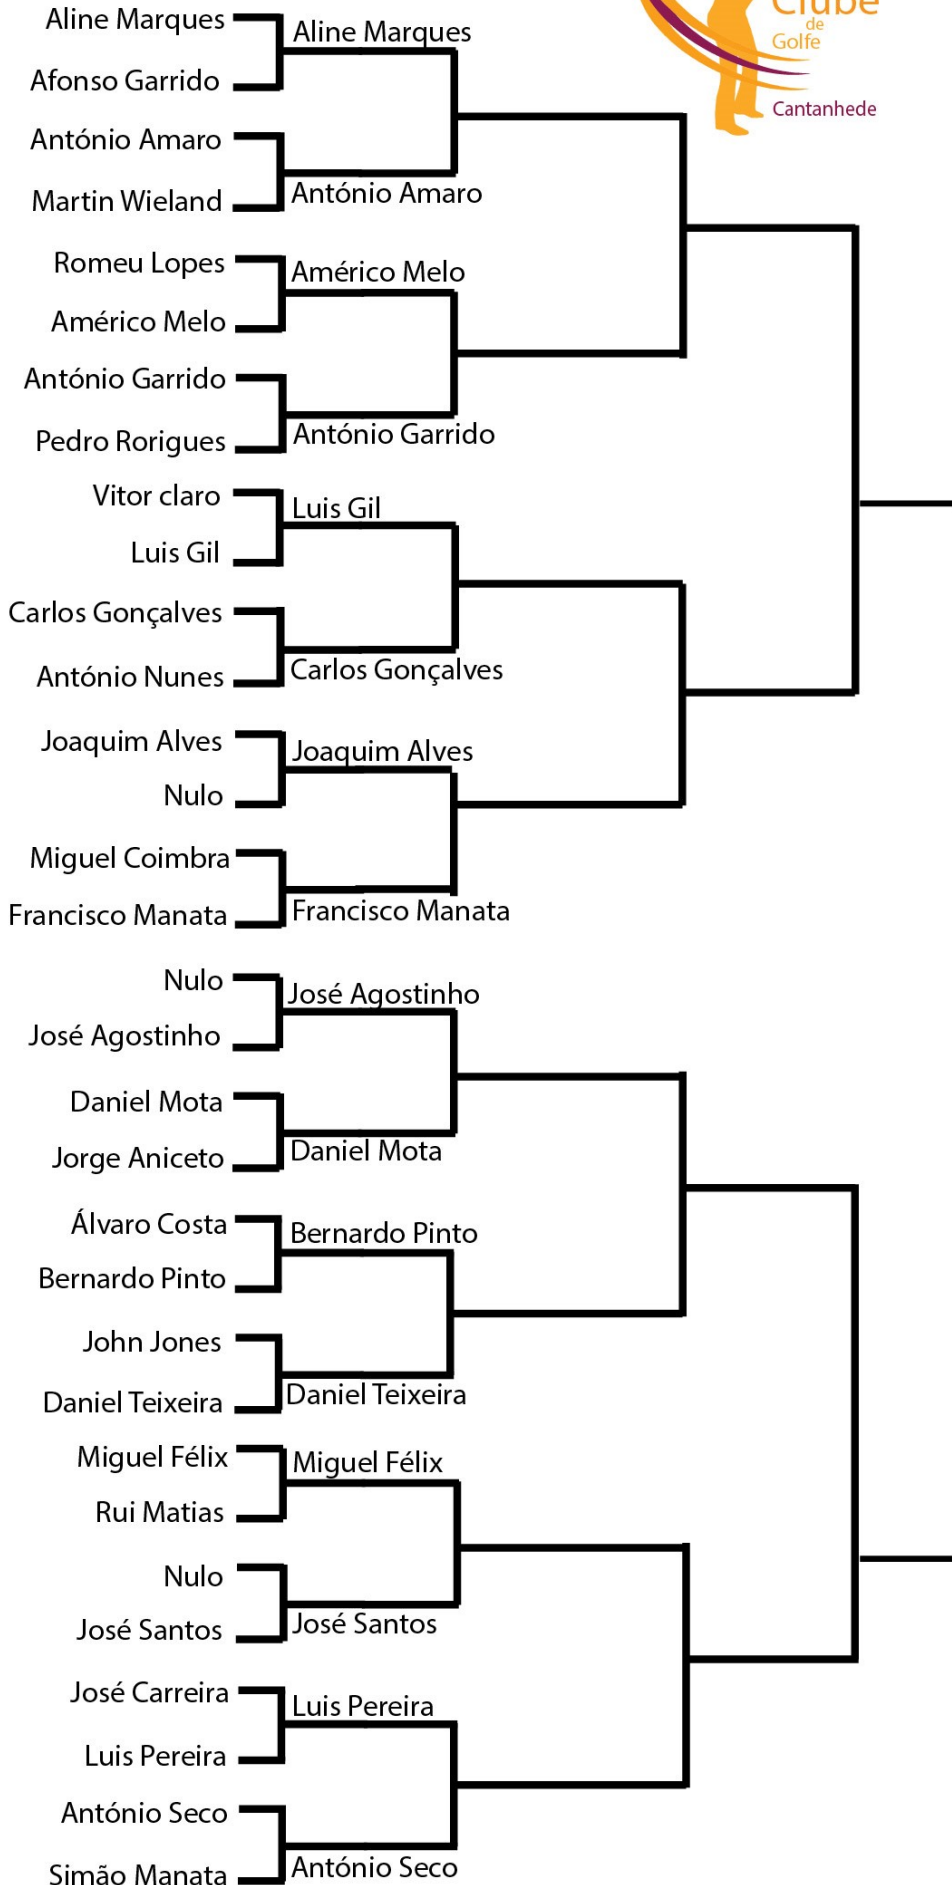 Aline Marques
Afonso Garrido
António Amaro
Martin Wieland
Romeu Lopes
Américo Melo
António Garrido
Pedro Rorigues
Vitor claro
Luis Gil
Carlos Gonçalves
António Nunes
Joaquim Alves
Nulo
Miguel Coimbra
Francisco Manata
Nulo
José Agostinho
Daniel Mota
Jorge Aniceto
Álvaro Costa
Bernardo Pinto
John Jones
Daniel Teixeira
Miguel Félix
Rui Matias
Nulo
José Santos
José Carreira
Luis Pereira
António Seco
Simão Manata
Aline Marques
António Amaro
Américo Melo
António Garrido
Luis Gil
Carlos Gonçalves
Joaquim Alves
Francisco Manata
José Agostinho
Daniel Mota
Bernardo Pinto
Daniel Teixeira
Miguel Félix
José Santos
Luis Pereira
António Seco
Clube
de
Golfe
Cantanhede